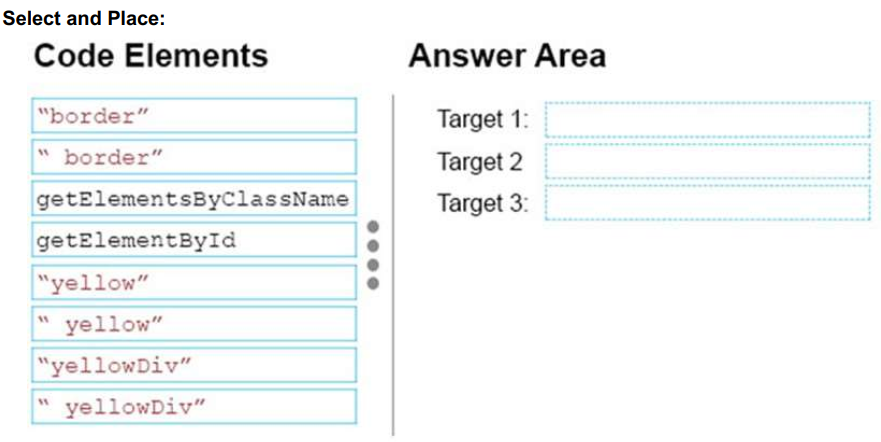 Select and Place:
Code Elements
Answer Area
"border"
" border"
getElementsByClassName
getElementById
"yellow"
" yellow"
"yellowDiv"
" yellowDiv"
Target 1:
Target 2
Target 3: